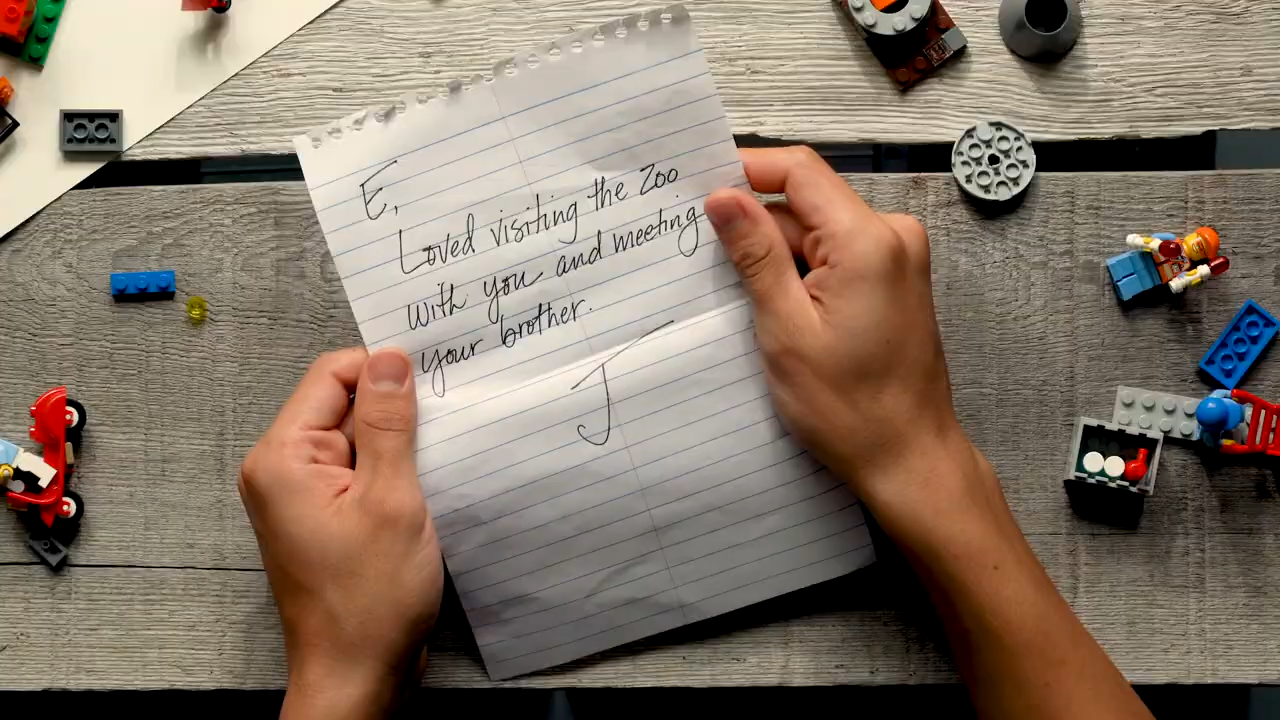 E,
Loved visiting the Zoo
with you and meeting
your brother.
J